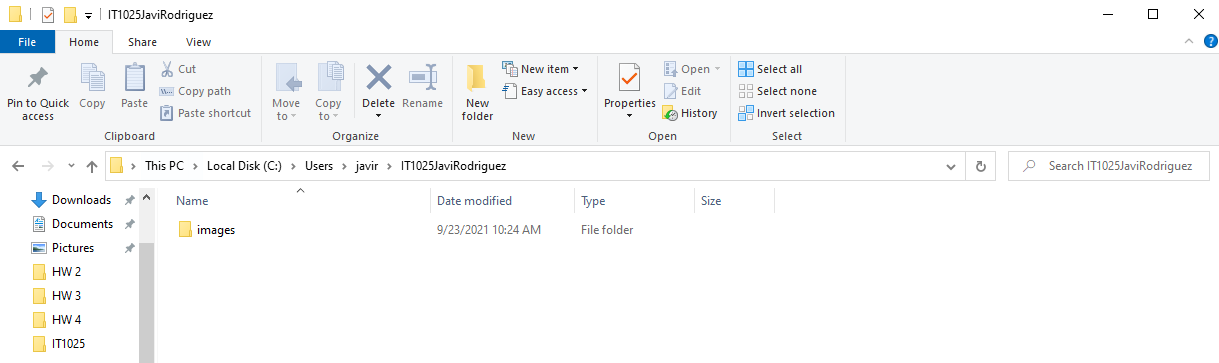 IT1025JaviRodriguez
File Home Share View
Pin to Quick access
Copy
Paste
Cut
Copy path
Paste shortcut
Clipboard
Move to
Copy to
Delete
Rename
Organize
New folder
New item
Easy access
New
Properties
Open
Edit
History
Open
Select all
Select none
Invert selection
Select
This PC > Local Disk (C:) > Users > javir > IT1025JaviRodriguez
Search IT1025JaviRodriguez
Downloads
Documents
Pictures
HW 2
HW 3
HW 4
IT1025
Name Date modified Type Size
images 9/23/2021 10:24 AM File folder